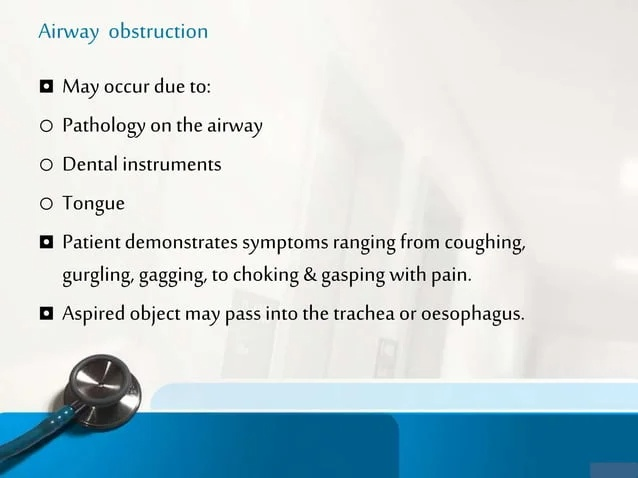 Airway obstruction
◘ May occur due to:
○ Pathology on the airway
○ Dental instruments
○ Tongue
◘ Patient demonstrates symptoms ranging from coughing,
gurgling, gagging, to choking & gasping with pain.
◘ Aspired object may pass into the trachea or oesophagus.